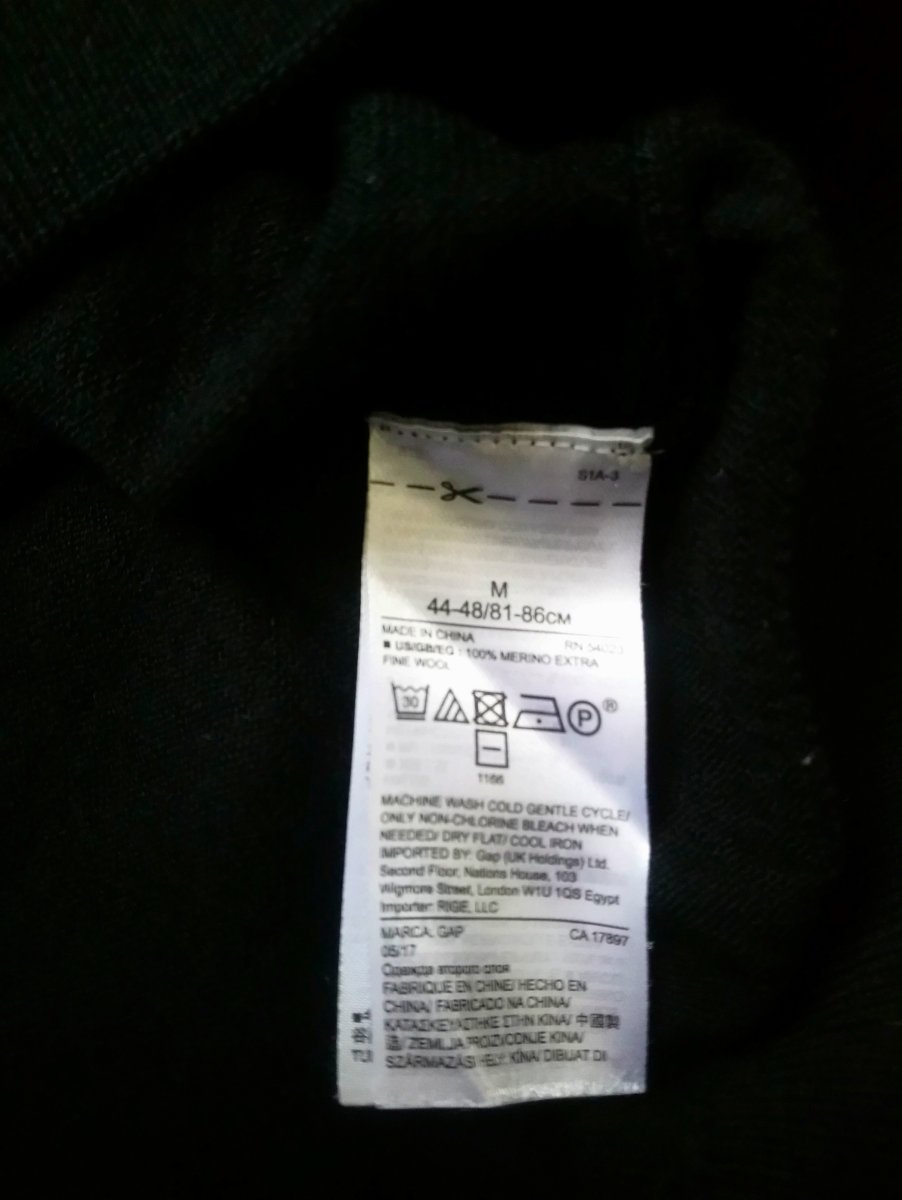 S1A-3
M
44-48/81-86CM
MADE IN CHINA RN 54023
■ US/GB/EG : 100% MERINO EXTRA
FINE WOOL
30
P®
1166
MACHINE WASH COLD GENTLE CYCLE/
ONLY NON-CHLORINE BLEACH WHEN
NEEDED/ DRY FLAT/ COOL IRON
IMPORTED BY: Gap (UK Holdings) Ltd.
Second Floor, Nations House, 103
Wigmore Street, London W1U 1QS Egypt
Importer: RIGE, LLC
MARCA: GAP CA 17897
05/17
Одежда второго слоя
FABRIQUE EN CHINE/ HECHO EN
CHINA/ FABRICADO NA CHINA/
ΚΑΤΑΣΚΕΥΑΣΤΗΚΕ ΣΤΗΝ ΚΙΝΑ/ 中國製
造/ ZEMLJA PROIZVODNJE KINA/
SZÁRMAZÁSI HELY: KÍNA/ DIBUAT DI